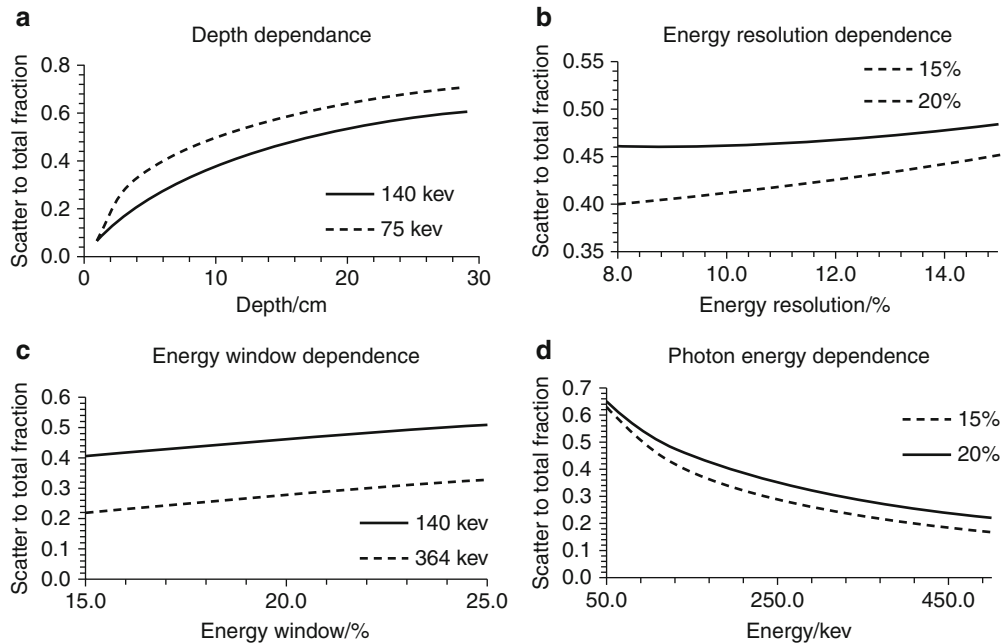 a
Depth dependance
Scatter to total fraction
0.8
0.6
0.4
0.2
0.0
0
10
20
30
Depth/cm
140 kev
75 kev
b
Energy resolution dependence
Scatter to total fraction
0.55
0.50
0.45
0.40
0.35
8.0
10.0
12.0
14.0
Energy resolution/%
15%
20%
c
Energy window dependence
Scatter to total fraction
0.6
0.5
0.4
0.3
0.2
0.1
0.0
15.0
20.0
25.0
Energy window/%
140 kev
364 kev
d
Photon energy dependence
Scatter to total fraction
0.7
0.6
0.5
0.4
0.3
0.2
0.1
0.0
50.0
250.0
450.0
Energy/kev
15%
20%